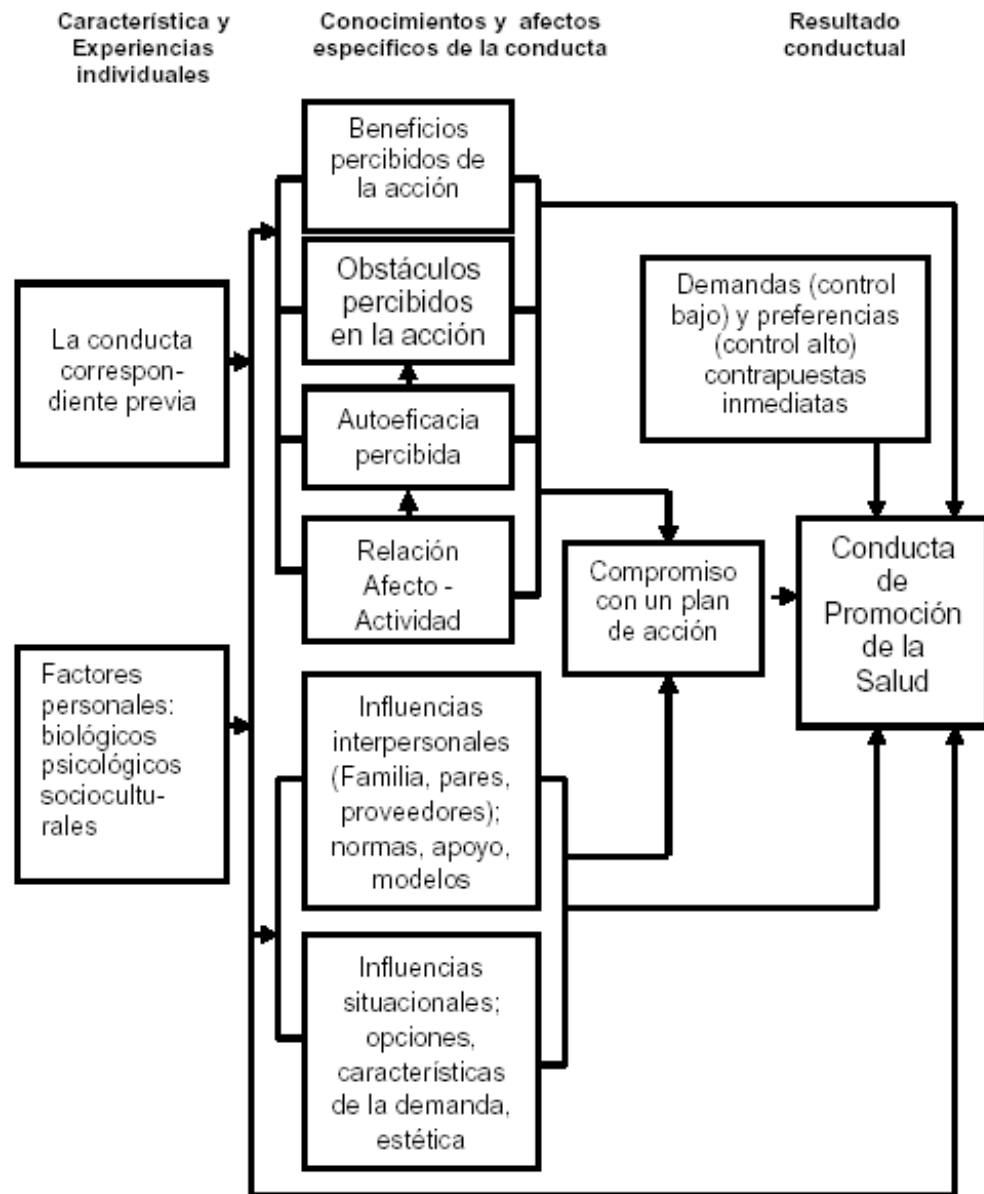 Característica y
Experiencias
individuales
Conocimientos y afectos
específicos de la conducta
Resultado
conductual
Beneficios
percibidos de
la acción
Obstáculos
percibidos
en la acción
Autoeficacia
percibida
Relación
Afecto -
Actividad
La conducta
correspon-
diente previa
Factores
personales:
biológicos
psicológicos
sociocultu-
rales
Influencias
interpersonales
(Familia, pares,
proveedores);
normas, apoyo,
modelos
Influencias
situacionales;
opciones,
características
de la demanda,
estética
Demandas (control
bajo) y preferencias
(control alto)
contrapuestas
inmediatas
Compromiso
con un plan
de acción
Conducta
de
Promoción
de la
Salud